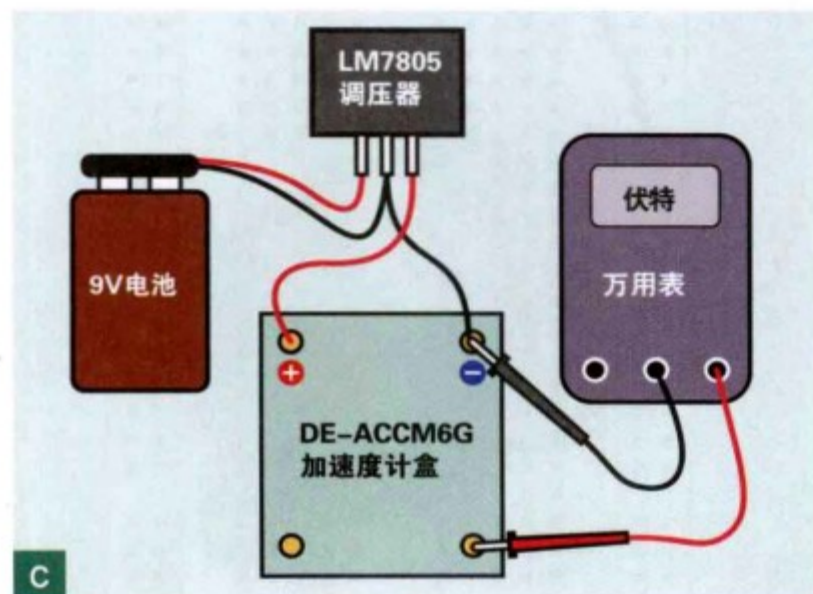 LM7805
调压器
伏特
9V电池
万用表
+
−
DE-ACCM6G
加速度计盒
C